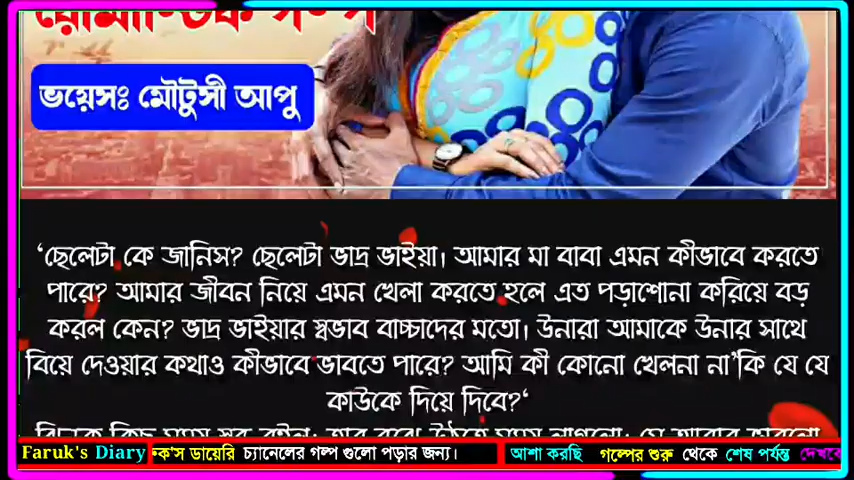 রোমান্টিক গল্প
ভয়েসঃ মৌটুসী আপু
‘ছেলেটা কে জানিস? ছেলেটা ভাদ্র ভাইয়া। আমার মা বাবা এমন কীভাবে করতে
পারে? আমার জীবন নিয়ে এমন খেলা করতে হলে এত পড়াশোনা করিয়ে বড়
করল কেন? ভাদ্র ভাইয়ার স্বভাব বাচ্চাদের মতো। উনারা আমাকে উনার সাথে
বিয়ে দেওয়ার কথাও কীভাবে ভাবতে পারে? আমি কী কোনো খেলনা না’কি যে যে
কাউকে দিয়ে দিবে?‘
Faruk's Diary ক'স ডায়েরি চ্যানেলের গল্প গুলো পড়ার জন্য। আশা করছি গল্পের শুরু থেকে শেষ পর্যন্ত